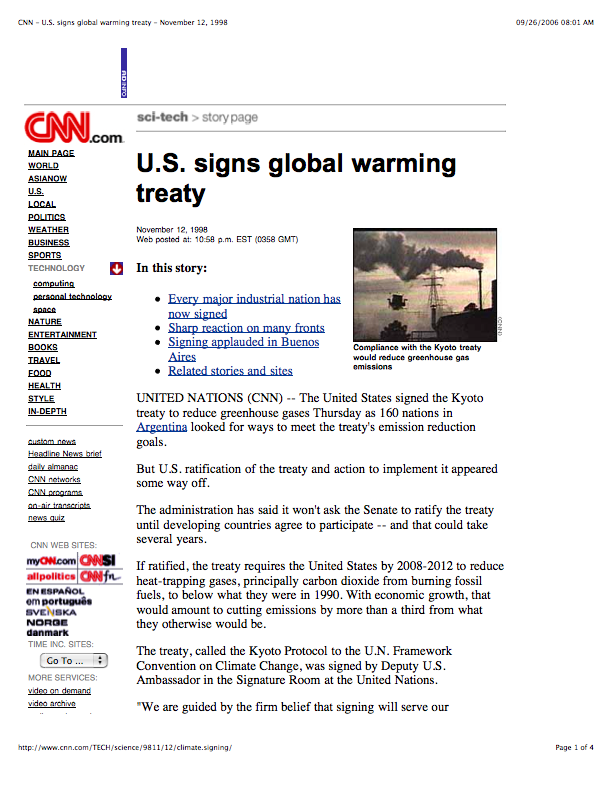 CNN - U.S. signs global warming treaty - November 12, 1998
09/26/2006 08:01 AM
CNN.com
MAIN PAGE
WORLD
ASIANOW
U.S.
LOCAL
POLITICS
WEATHER
BUSINESS
SPORTS
TECHNOLOGY
computing
personal technology
space
NATURE
ENTERTAINMENT
BOOKS
TRAVEL
FOOD
HEALTH
STYLE
IN-DEPTH
custom news
Headline News brief
daily almanac
CNN networks
CNN programs
on-air transcripts
news quiz
CNN WEB SITES:
myCNN.com CNNSI
allpolitics CNNfn
EN ESPAÑOL
em português
SVENSKA
NORGE
danmark
TIME INC. SITES:
Go To ...
MORE SERVICES:
video on demand
video archive
sci-tech > story page
U.S. signs global warming
treaty
November 12, 1998
Web posted at: 10:58 p.m. EST (0358 GMT)
In this story:
• Every major industrial nation has
now signed
• Sharp reaction on many fronts
• Signing applauded in Buenos
Aires
• Related stories and sites
Compliance with the Kyoto treaty
would reduce greenhouse gas
emissions
UNITED NATIONS (CNN) -- The United States signed the Kyoto
treaty to reduce greenhouse gases Thursday as 160 nations in
Argentina looked for ways to meet the treaty's emission reduction
goals.
But U.S. ratification of the treaty and action to implement it appeared
some way off.
The administration has said it won't ask the Senate to ratify the treaty
until developing countries agree to participate -- and that could take
several years.
If ratified, the treaty requires the United States by 2008-2012 to reduce
heat-trapping gases, principally carbon dioxide from burning fossil
fuels, to below what they were in 1990. With economic growth, that
would amount to cutting emissions by more than a third from what
they otherwise would be.
The treaty, called the Kyoto Protocol to the U.N. Framework
Convention on Climate Change, was signed by Deputy U.S.
Ambassador in the Signature Room at the United Nations.
"We are guided by the firm belief that signing will serve our
http://www.cnn.com/TECH/science/9811/12/climate.signing/
Page 1 of 4